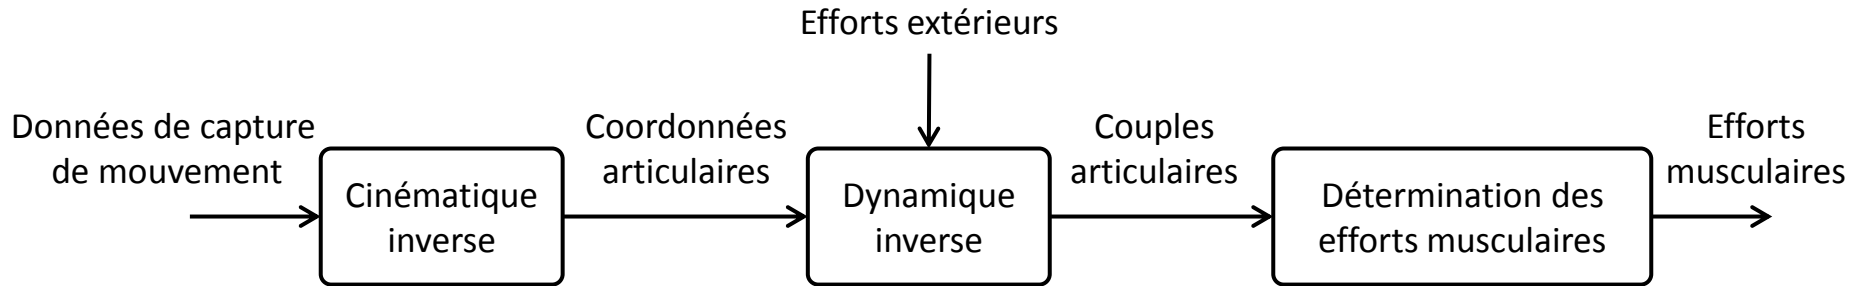 Efforts extérieurs
Données de capture
de mouvement
Cinématique
inverse
Coordonnées
articulaires
Dynamique
inverse
Couples
articulaires
Détermination des
efforts musculaires
Efforts
musculaires